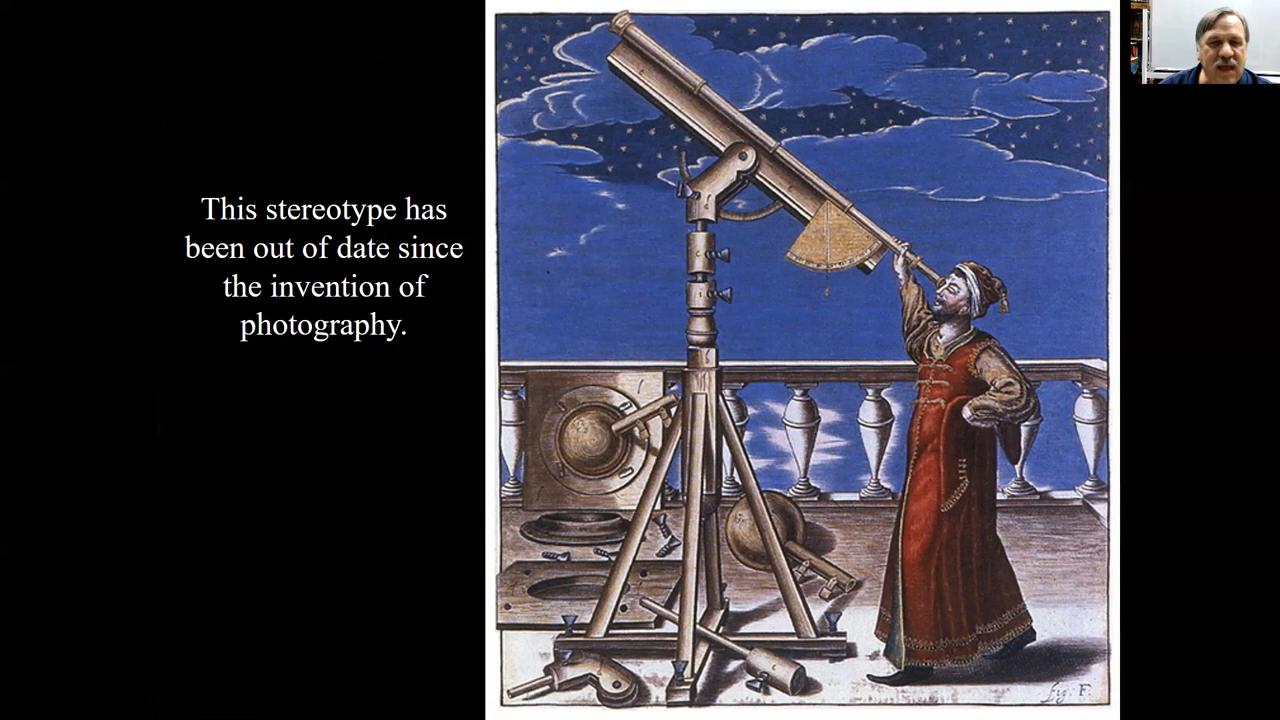 This stereotype has
been out of date since
the invention of
photography.
fig: F.